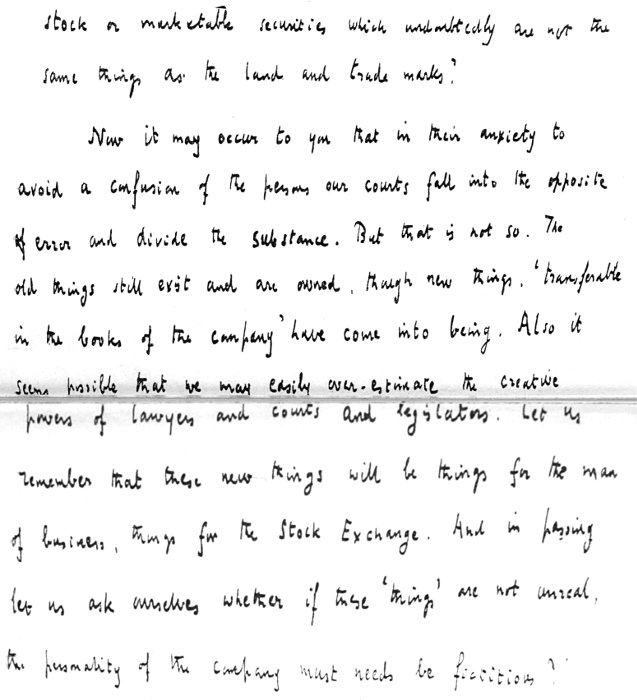 stock or marketable securities which undoubtedly are not the
same things as the land and trade marks?
Now it may occur to you that in their anxiety to
avoid a confusion of the persons our courts fall into the opposite
error and divide the substance. But that is not so. The
old things still exist and are owned, though new things, 'transferable
in the books of the company' have come into being. Also it
seems possible that we may easily over-estimate the creative
powers of lawyers and courts and legislators. Let us
remember that these new things will be things for the man
of business, things for the Stock Exchange. And in passing
let us ask ourselves whether if these 'things' are not unreal,
the personality of the company must needs be fictitious?